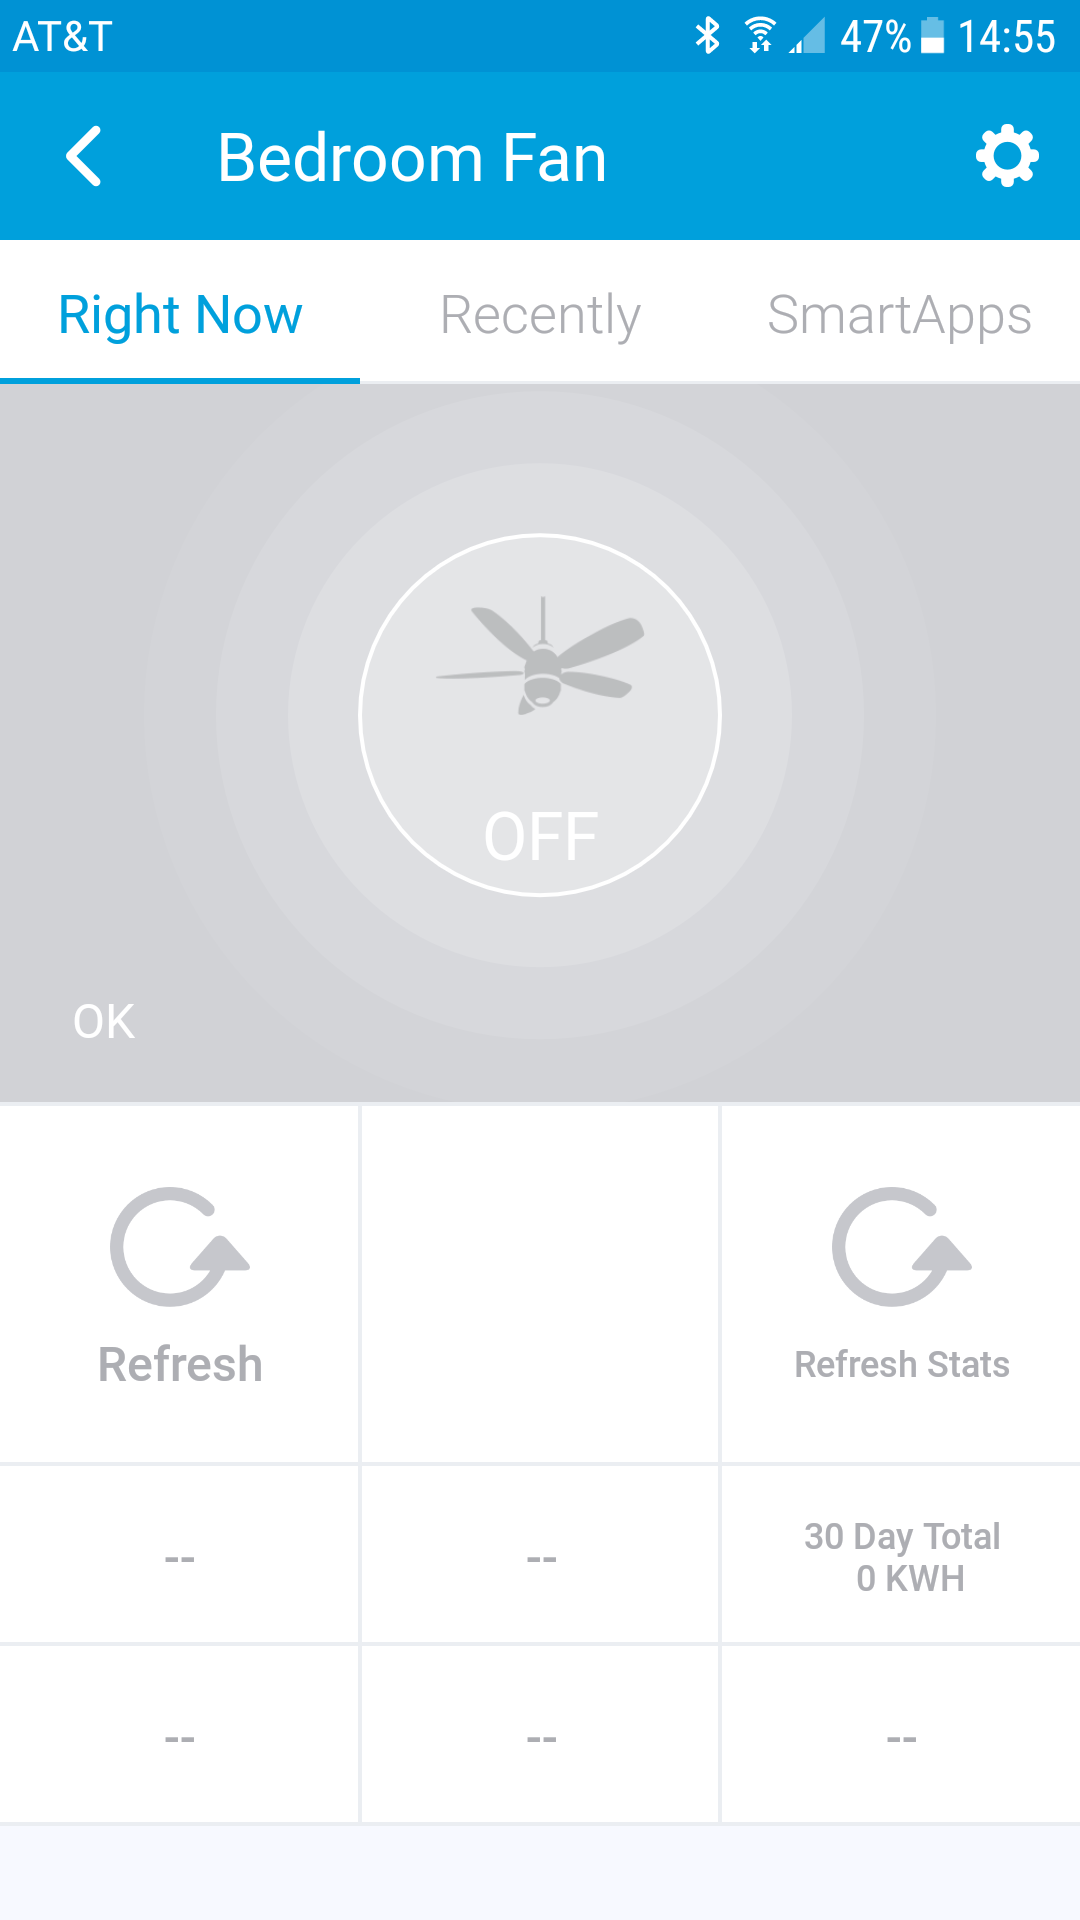 AT&T 47% 14:55
Bedroom Fan
Right Now Recently SmartApps
OFF
OK
Refresh Refresh Stats
-- -- 30 Day Total
0 KWH
-- -- --